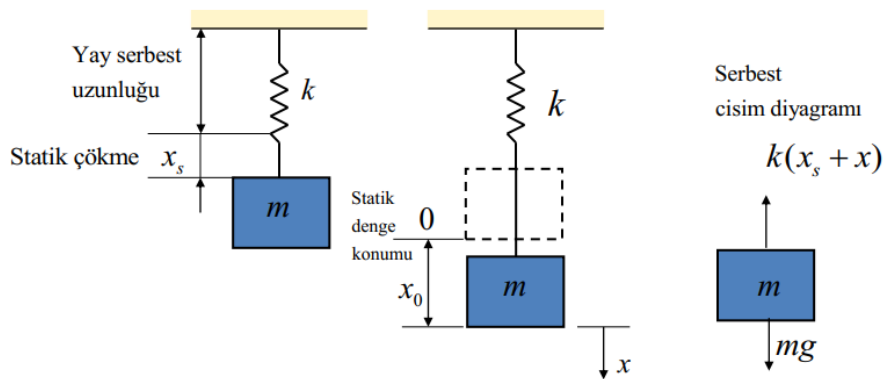 Yay serbest
uzunluğu
k
Statik çökme x_s
m
k
Statik
denge
konumu
0
x_0
m
x
Serbest
cisim diyagramı
k(x_s + x)
m
mg